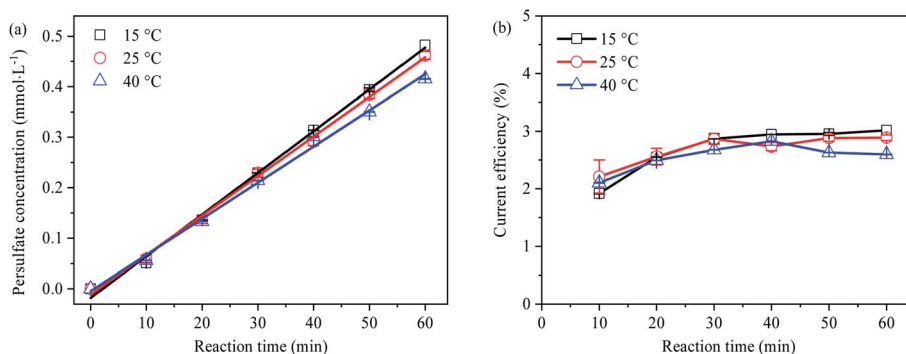 (a)
15 °C
25 °C
40 °C
Persulfate concentration (mmol·L⁻¹)
0.5
0.4
0.3
0.2
0.1
0.0
0 10 20 30 40 50 60
Reaction time (min)
(b)
15 °C
25 °C
40 °C
Current efficiency (%)
6
5
4
3
2
1
0
0 10 20 30 40 50 60
Reaction time (min)